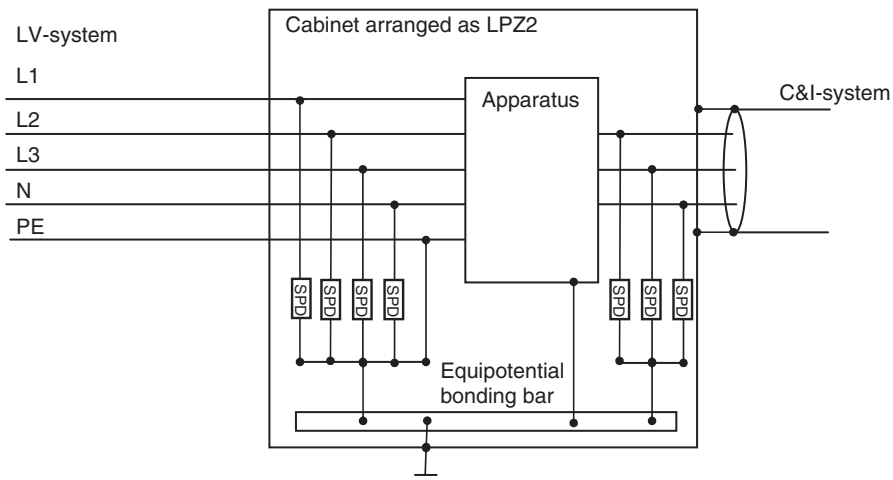 Cabinet arranged as LPZ2
LV-system
L1
L2
L3
N
PE
Apparatus
C&I-system
SPD
SPD
SPD
SPD
SPD
SPD
SPD
Equipotential
bonding bar